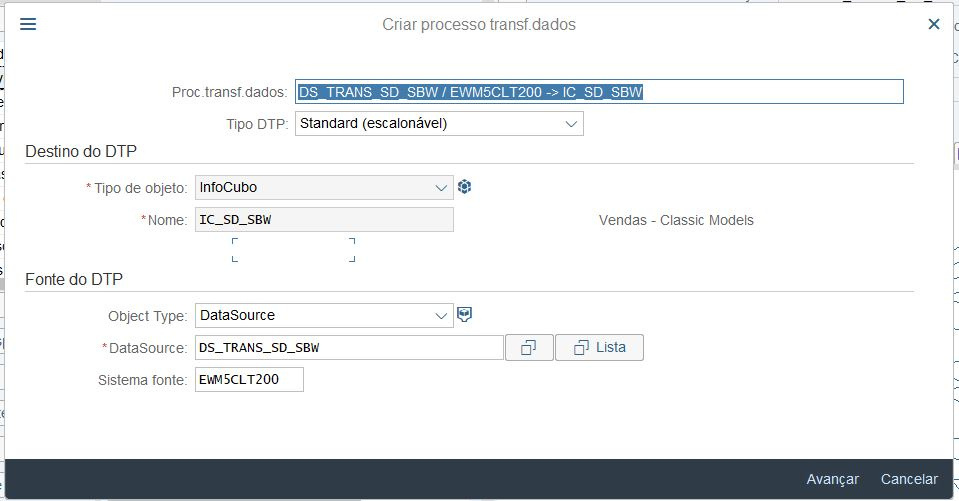 Criar processo transf.dados
Proc.transf.dados: DS_TRANS_SD_SBW / EWM5CLT200 -> IC_SD_SBW
Tipo DTP: Standard (escalonável)
Destino do DTP
* Tipo de objeto: InfoCubo
* Nome: IC_SD_SBW Vendas - Classic Models
Fonte do DTP
Object Type: DataSource
* DataSource: DS_TRANS_SD_SBW Lista
Sistema fonte: EWM5CLT200
Avançar Cancelar